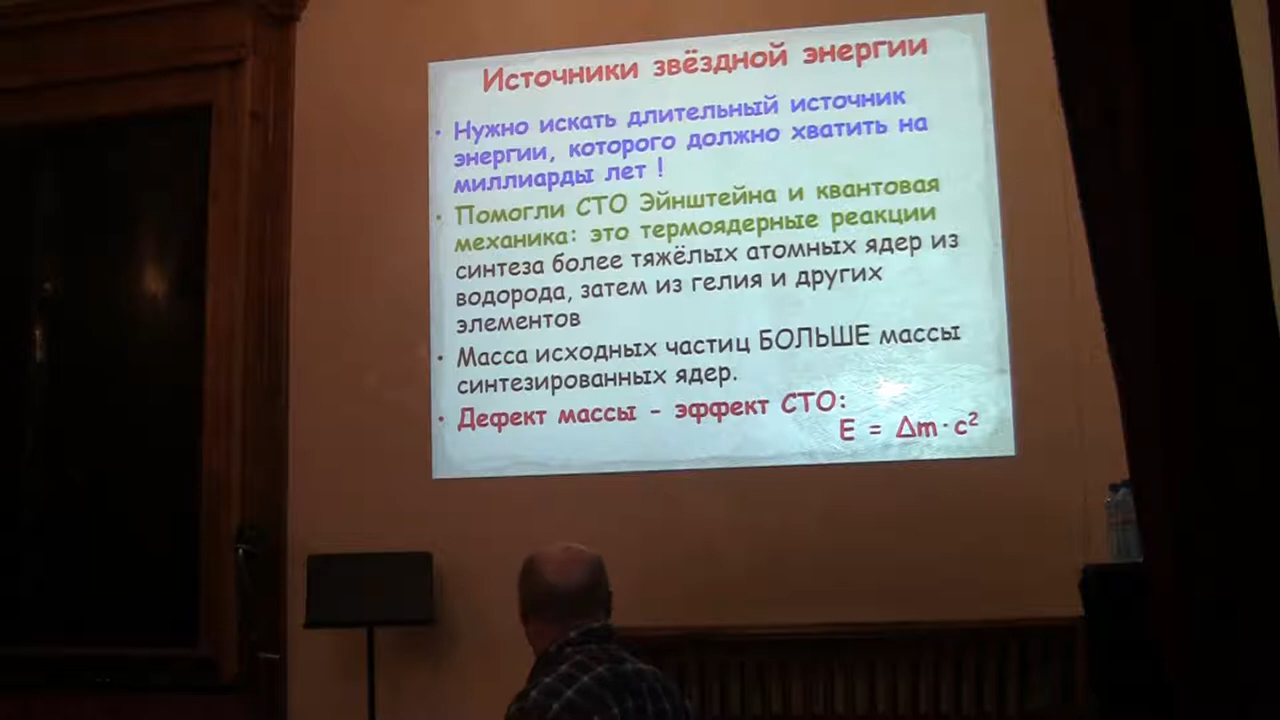 Источники звёздной энергии
• Нужно искать длительный источник
энергии, которого должно хватить на
миллиарды лет !
• Помогли СТО Эйнштейна и квантовая
механика: это термоядерные реакции
синтеза более тяжёлых атомных ядер из
водорода, затем из гелия и других
элементов
• Масса исходных частиц БОЛЬШЕ массы
синтезированных ядер.
• Дефект массы – эффект СТО:
E = Δm·c²